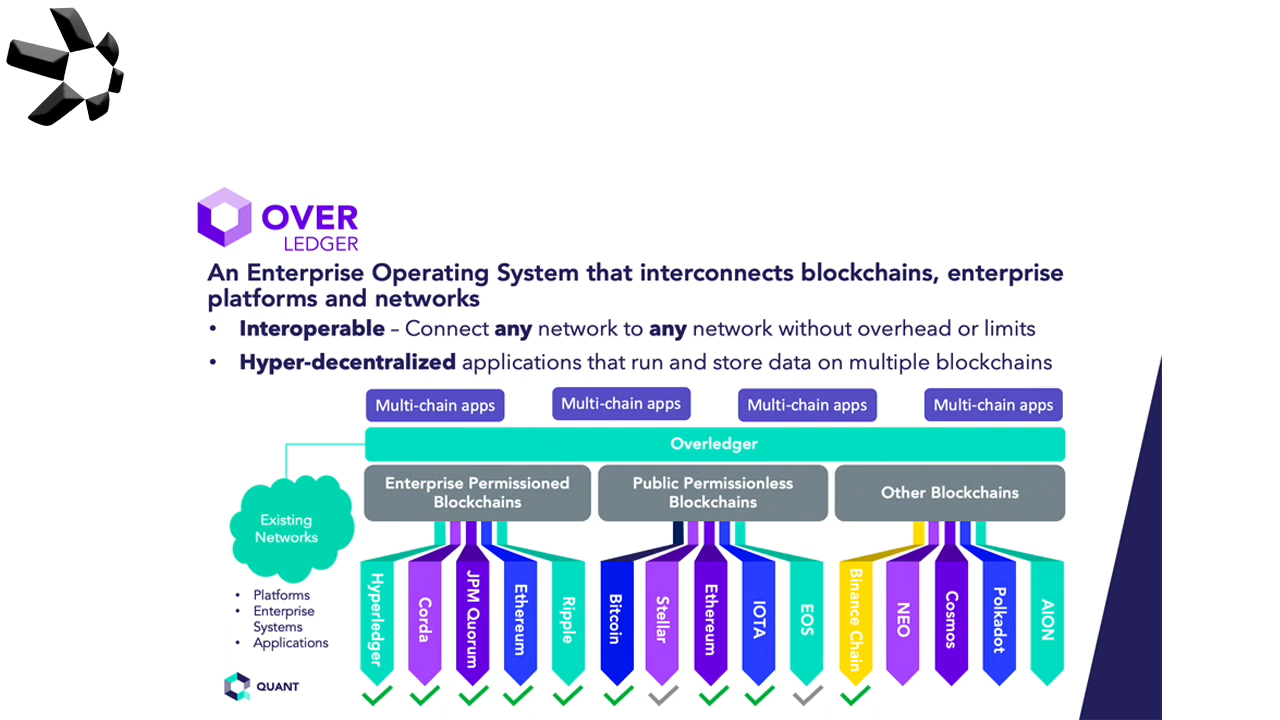 OVER
LEDGER
An Enterprise Operating System that interconnects blockchains, enterprise
platforms and networks
• Interoperable – Connect any network to any network without overhead or limits
• Hyper-decentralized applications that run and store data on multiple blockchains
Multi-chain apps
Multi-chain apps
Multi-chain apps
Multi-chain apps
Overledger
Enterprise Permissioned
Blockchains
Public Permissionless
Blockchains
Other Blockchains
Existing
Networks
• Platforms
• Enterprise
Systems
• Applications
Hyperledger
Corda
JPM Quorum
Ethereum
Ripple
Bitcoin
Stellar
Ethereum
IOTA
EOS
Binance Chain
NEO
Cosmos
Polkadot
AION
QUANT